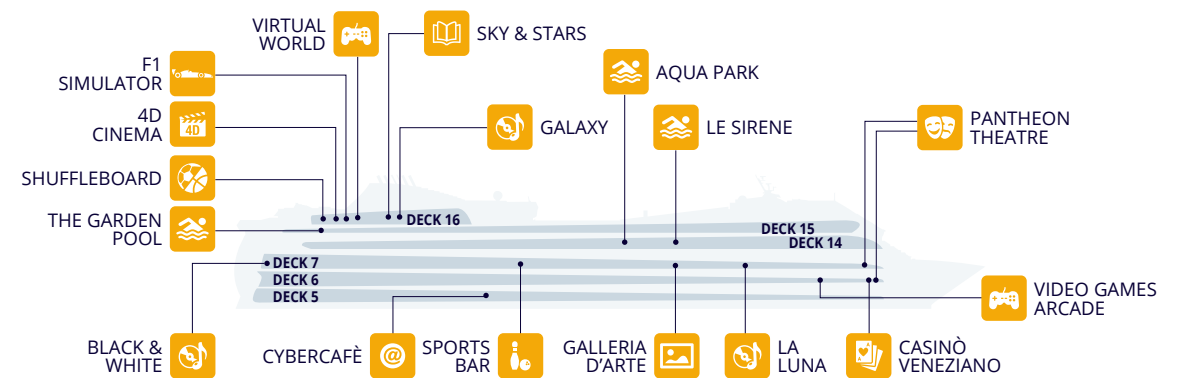 VIRTUAL
WORLD
SKY & STARS
F1
SIMULATOR
AQUA PARK
4D
CINEMA
4D
GALAXY
LE SIRENE
PANTHEON
THEATRE
SHUFFLEBOARD
THE GARDEN
POOL
DECK 16
DECK 15
DECK 14
DECK 7
DECK 6
DECK 5
VIDEO GAMES
ARCADE
BLACK &
WHITE
CYBERCAFÈ
@
SPORTS
BAR
GALLERIA
D'ARTE
LA
LUNA
CASINÒ
VENEZIANO